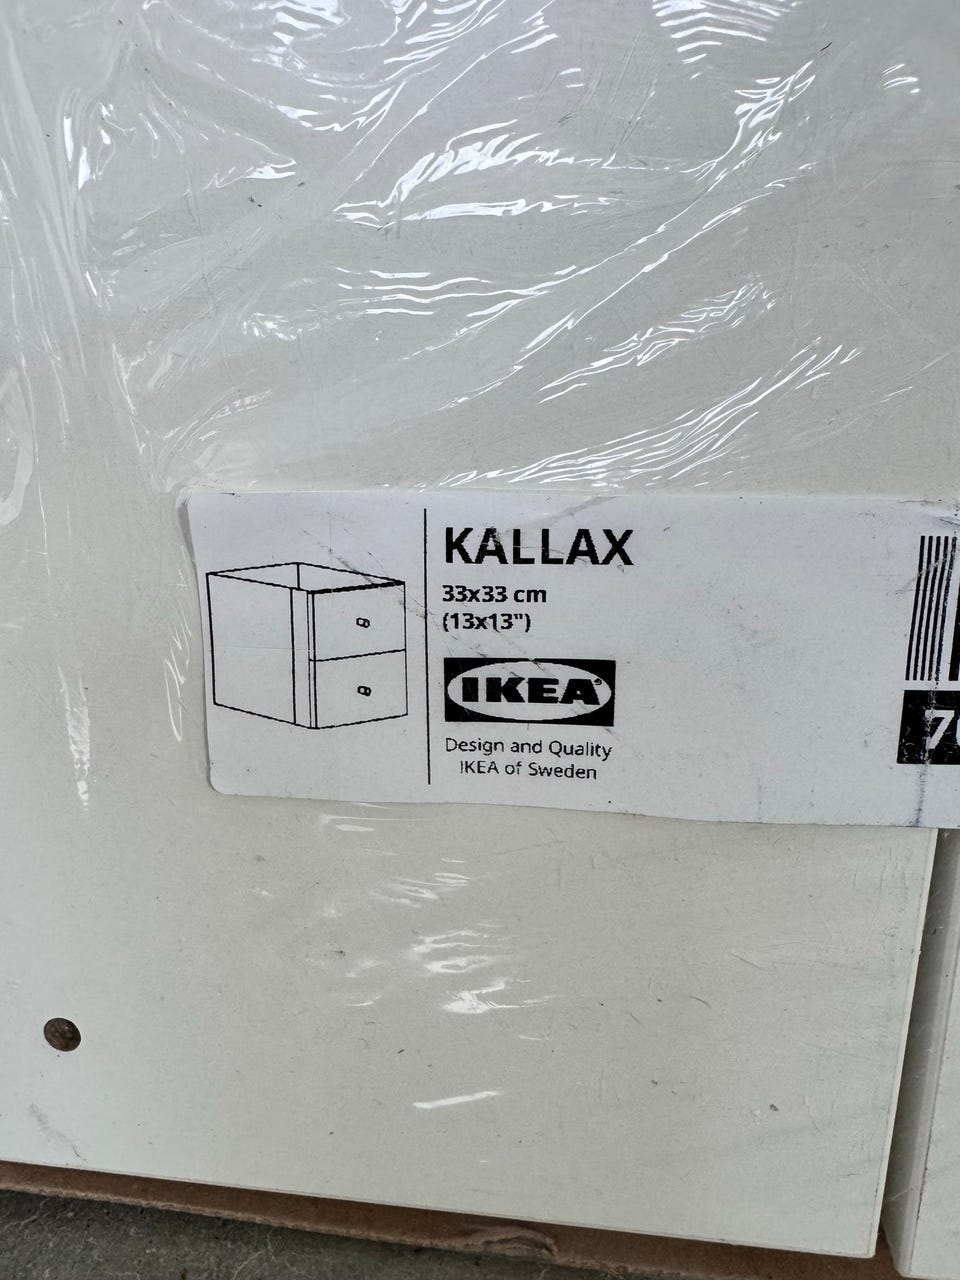 KALLAX
33x33 cm
(13x13")
IKEA®
Design and Quality
IKEA of Sweden